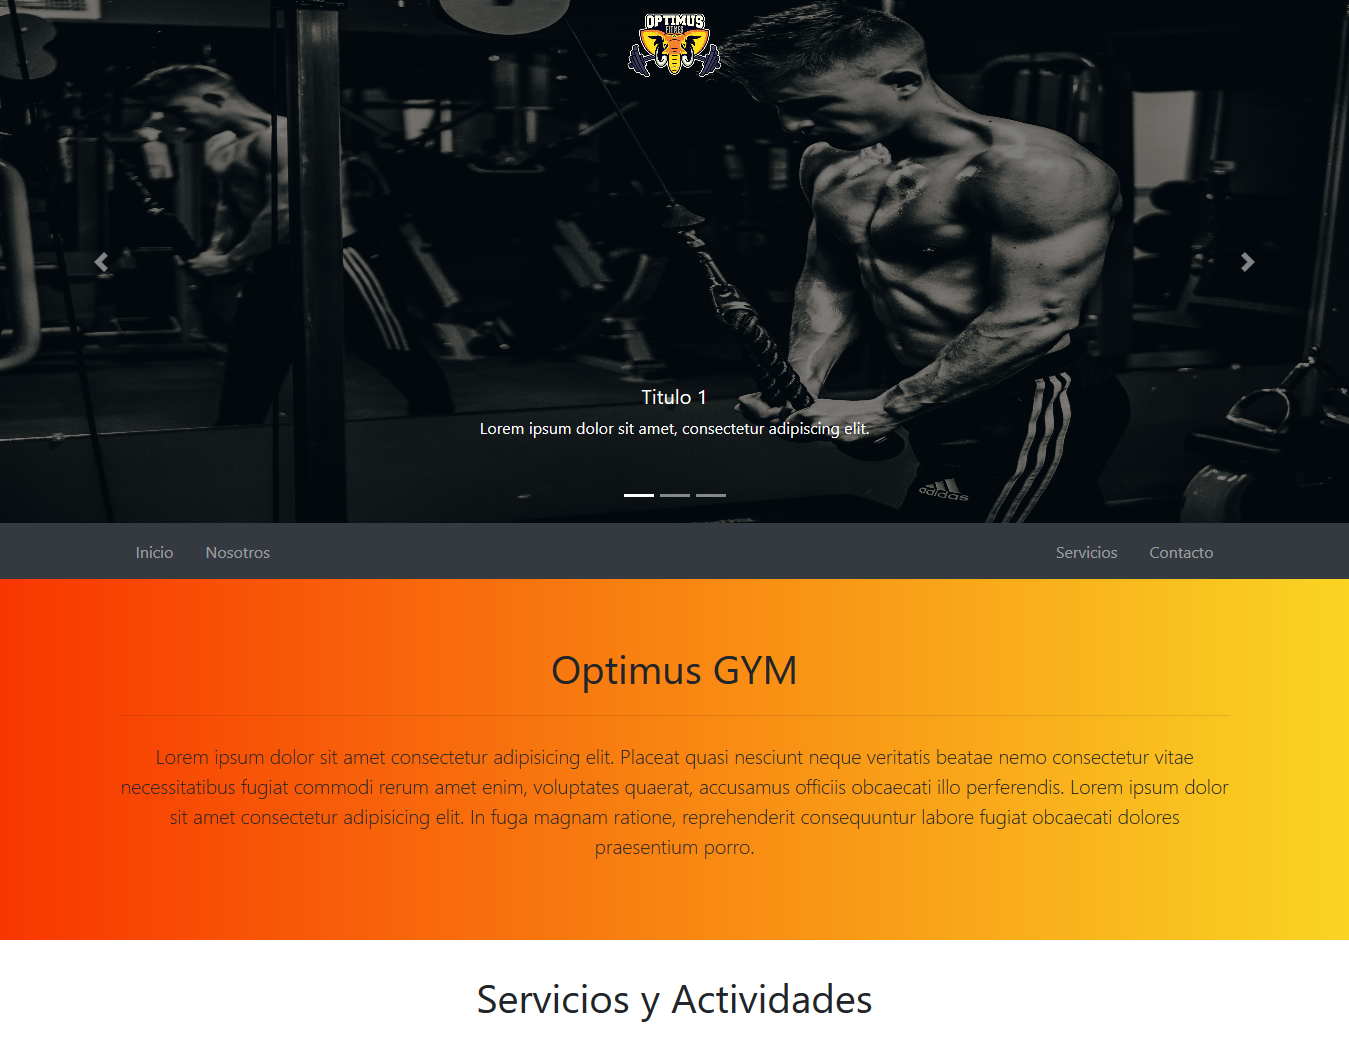 OPTIMUS
FITNES
Titulo 1
Lorem ipsum dolor sit amet, consectetur adipiscing elit.
adidas
Inicio Nosotros Servicios Contacto
Optimus GYM
Lorem ipsum dolor sit amet consectetur adipisicing elit. Placeat quasi nesciunt neque veritatis beatae nemo consectetur vitae
necessitatibus fugiat commodi rerum amet enim, voluptates quaerat, accusamus officiis obcaecati illo perferendis. Lorem ipsum dolor
sit amet consectetur adipisicing elit. In fuga magnam ratione, reprehenderit consequuntur labore fugiat obcaecati dolores
praesentium porro.
Servicios y Actividades